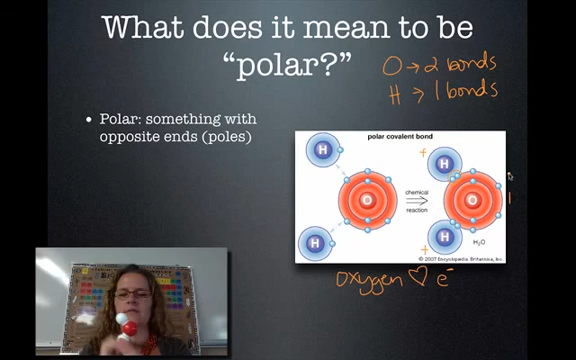 What does it mean to be
“polar?”
O → 2 bonds
H → 1 bonds
• Polar: something with
opposite ends (poles)
polar covalent bond
H
H
O
chemical
reaction
H
H
O
H₂O
+
+
© 2007 Encyclopædia Britannica, Inc.
oxygen ♡ e⁻